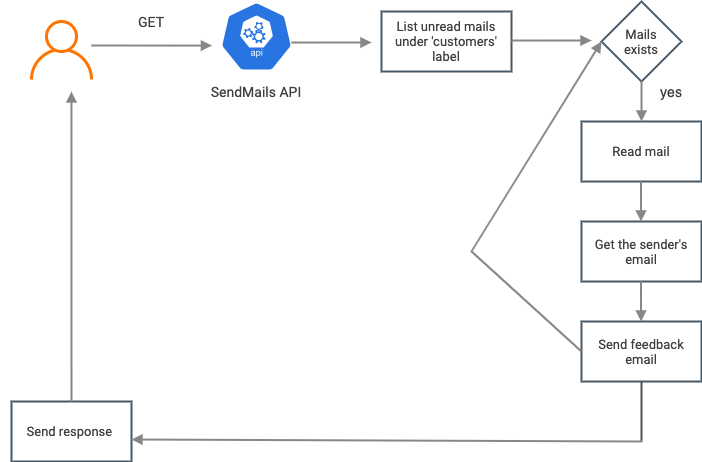 GET
api
SendMails API
List unread mails
under 'customers'
label
Mails
exists
yes
Read mail
Get the sender's
email
Send feedback
email
Send response